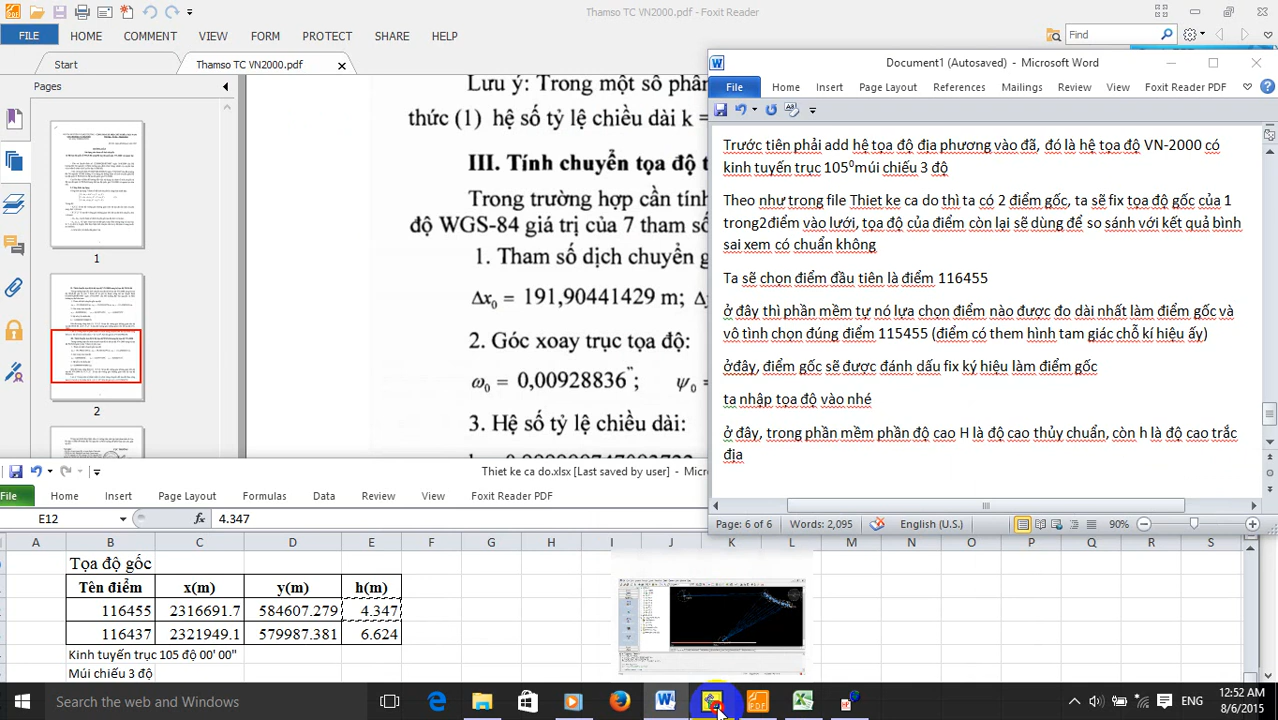 Thamso TC VN2000.pdf - Foxit Reader
FILE HOME COMMENT VIEW FORM PROTECT SHARE HELP
Find
Start
Thamso TC VN2000.pdf
Pages
1
2
Lưu ý: Trong một số phân
thức (1) hệ số tỷ lệ chiều dài k =
III. Tính chuyển tọa độ t
Trong trường hợp cần tính
độ WGS-84 giá trị của 7 tham số
1. Tham số dịch chuyển g
Δx₀ = 191,90441429 m; Δ
2. Góc xoay trục tọa độ:
ω₀ = 0,00928836"; ψ₀ =
3. Hệ số tỷ lệ chiều dài:
Document1 (Autosaved) - Microsoft Word
File Home Insert Page Layout References Mailings Review View Foxit Reader PDF
Trước tiên phải add hệ tọa độ địa phương vào đã, đó là hệ tọa độ VN-2000 có
kinh tuyến trục 105⁰múi chiếu 3 độ
Theo như trong file Thiet ke ca do thi ta có 2 điểm gốc, ta sẽ fix tọa độ gốc của 1
trong2điểm vào lưới, tọa độ của điểm còn lại sẽ dùng để so sánh với kết quả bình
sai xem có chuẩn không
Ta sẽ chọn điểm đầu tiên là điểm 116455
ở đây thì phần mềm tự nó lựa chọn điểm nào được đo dài nhất làm điểm gốc và
vô tình nó trùng điểm 115455 (điểm có them hình tam giác chỗ kí hiệu ấy)
ởđây, điểm gốc sẽ được đánh dấu fix ký hiệu làm điểm gốc
ta nhập tọa độ vào nhé
ở đây, trong phần mềm phần độ cao H là độ cao thủy chuẩn, còn h là độ cao trắc
địa
Page: 6 of 6 Words: 2,095 English (U.S.) 90%
Thiet ke ca do.xlsx [Last saved by user] - Micro
File Home Insert Page Layout Formulas Data Review View Foxit Reader PDF
E12 fx 4.347
A B C D E F G H I J K L M N O P Q R S
Tọa độ gốc
Tên điểm x(m) y(m) h(m)
116455 2316691.7 584607.279 4.347
116437 2321949.1 579987.381 6.624
Kinh tuyến trục 105 độ 00' 00"
Múi chiếu 3 độ
Search the web and Windows
ENG
12:52 AM
8/6/2015